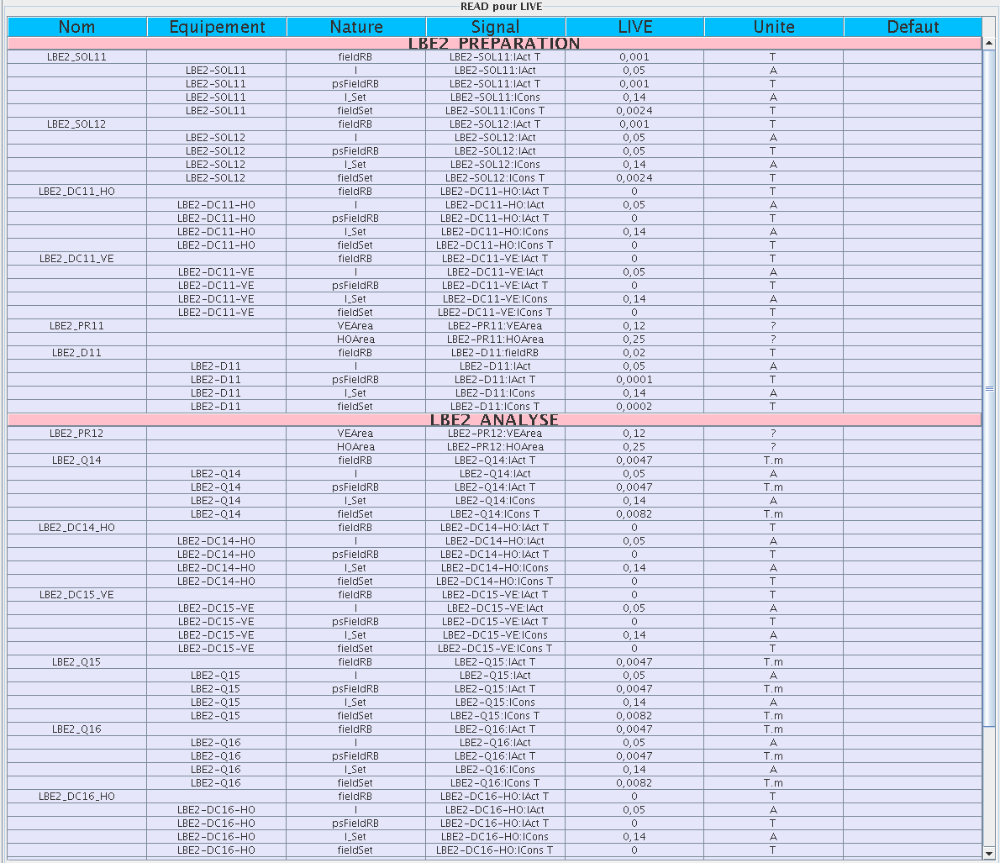 READ pour LIVE
Nom Equipement Nature Signal LIVE Unite Defaut
LBE2 PREPARATION
LBE2_SOL11 fieldRB LBE2-SOL11:IAct T 0,001 T
LBE2-SOL11 I LBE2-SOL11:IAct 0,05 A
LBE2-SOL11 psFieldRB LBE2-SOL11:IAct T 0,001 T
LBE2-SOL11 I_Set LBE2-SOL11:ICons 0,14 A
LBE2-SOL11 fieldSet LBE2-SOL11:ICons T 0,0024 T
LBE2_SOL12 fieldRB LBE2-SOL12:IAct T 0,001 T
LBE2-SOL12 I LBE2-SOL12:IAct 0,05 A
LBE2-SOL12 psFieldRB LBE2-SOL12:IAct 0,05 T
LBE2-SOL12 I_Set LBE2-SOL12:ICons 0,14 A
LBE2-SOL12 fieldSet LBE2-SOL12:ICons T 0,0024 T
LBE2_DC11_HO fieldRB LBE2-DC11-HO:IAct T 0 T
LBE2-DC11-HO I LBE2-DC11-HO:IAct 0,05 A
LBE2-DC11-HO psFieldRB LBE2-DC11-HO:IAct T 0 T
LBE2-DC11-HO I_Set LBE2-DC11-HO:ICons 0,14 A
LBE2-DC11-HO fieldSet LBE2-DC11-HO:ICons T 0 T
LBE2_DC11_VE fieldRB LBE2-DC11-VE:IAct T 0 T
LBE2-DC11-VE I LBE2-DC11-VE:IAct 0,05 A
LBE2-DC11-VE psFieldRB LBE2-DC11-VE:IAct T 0 T
LBE2-DC11-VE I_Set LBE2-DC11-VE:ICons 0,14 A
LBE2-DC11-VE fieldSet LBE2-DC11-VE:ICons T 0 T
LBE2_PR11 VEArea LBE2-PR11:VEArea 0,12 ?
HOArea LBE2-PR11:HOArea 0,25 ?
LBE2_D11 fieldRB LBE2-D11:fieldRB 0,02 T
LBE2-D11 I LBE2-D11:IAct 0,05 A
LBE2-D11 psFieldRB LBE2-D11:IAct T 0,0001 T
LBE2-D11 I_Set LBE2-D11:ICons 0,14 A
LBE2-D11 fieldSet LBE2-D11:ICons T 0,0002 T
LBE2 ANALYSE
LBE2_PR12 VEArea LBE2-PR12:VEArea 0,12 ?
HOArea LBE2-PR12:HOArea 0,25 ?
LBE2_Q14 fieldRB LBE2-Q14:IAct T 0,0047 T.m
LBE2-Q14 I LBE2-Q14:IAct 0,05 A
LBE2-Q14 psFieldRB LBE2-Q14:IAct T 0,0047 T.m
LBE2-Q14 I_Set LBE2-Q14:ICons 0,14 A
LBE2-Q14 fieldSet LBE2-Q14:ICons T 0,0082 T.m
LBE2_DC14_HO fieldRB LBE2-DC14-HO:IAct T 0 T
LBE2-DC14-HO I LBE2-DC14-HO:IAct 0,05 A
LBE2-DC14-HO psFieldRB LBE2-DC14-HO:IAct T 0 T
LBE2-DC14-HO I_Set LBE2-DC14-HO:ICons 0,14 A
LBE2-DC14-HO fieldSet LBE2-DC14-HO:ICons T 0 T
LBE2_DC15_VE fieldRB LBE2-DC15-VE:IAct T 0 T
LBE2-DC15-VE I LBE2-DC15-VE:IAct 0,05 A
LBE2-DC15-VE psFieldRB LBE2-DC15-VE:IAct T 0 T
LBE2-DC15-VE I_Set LBE2-DC15-VE:ICons 0,14 A
LBE2-DC15-VE fieldSet LBE2-DC15-VE:ICons T 0 T
LBE2_Q15 fieldRB LBE2-Q15:IAct T 0,0047 T.m
LBE2-Q15 I LBE2-Q15:IAct 0,05 A
LBE2-Q15 psFieldRB LBE2-Q15:IAct T 0,0047 T.m
LBE2-Q15 I_Set LBE2-Q15:ICons 0,14 A
LBE2-Q15 fieldSet LBE2-Q15:ICons T 0,0082 T.m
LBE2_Q16 fieldRB LBE2-Q16:IAct T 0,0047 T.m
LBE2-Q16 I LBE2-Q16:IAct 0,05 A
LBE2-Q16 psFieldRB LBE2-Q16:IAct T 0,0047 T.m
LBE2-Q16 I_Set LBE2-Q16:ICons 0,14 A
LBE2-Q16 fieldSet LBE2-Q16:ICons T 0,0082 T.m
LBE2_DC16_HO fieldRB LBE2-DC16-HO:IAct T 0 T
LBE2-DC16-HO I LBE2-DC16-HO:IAct 0,05 A
LBE2-DC16-HO psFieldRB LBE2-DC16-HO:IAct T 0 T
LBE2-DC16-HO I_Set LBE2-DC16-HO:ICons 0,14 A
LBE2-DC16-HO fieldSet LBE2-DC16-HO:ICons T 0 T